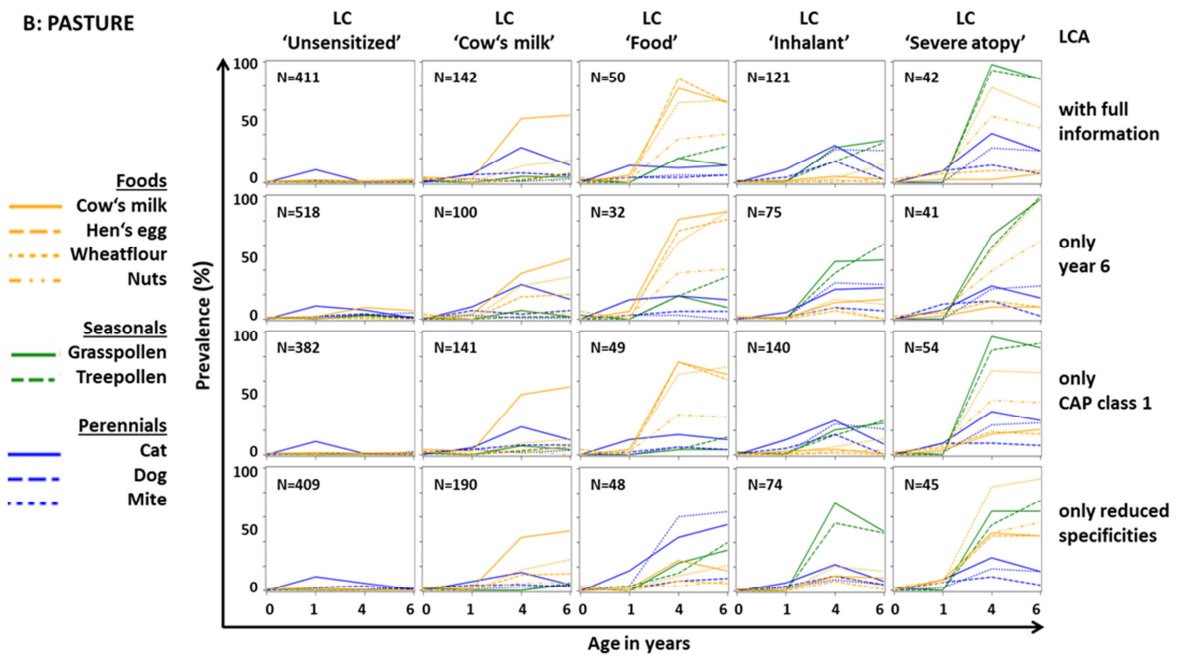 B: PASTURE
LC
‘Unsensitized’
LC
‘Cow‘s milk’
LC
‘Food’
LC
‘Inhalant’
LC
‘Severe atopy’
LCA
Foods
Cow‘s milk
Hen‘s egg
Wheatflour
Nuts
Seasonals
Grasspollen
Treepollen
Perennials
Cat
Dog
Mite
Prevalence (%)
100
50
0
N=411
N=142
N=50
N=121
N=42
with full
information
100
50
0
N=518
N=100
N=32
N=75
N=41
only
year 6
100
50
0
N=382
N=141
N=49
N=140
N=54
only
CAP class 1
100
50
0
N=409
N=190
N=48
N=74
N=45
only reduced
specificities
0 1 4 6 0 1 4 6 0 1 4 6 0 1 4 6 0 1 4 6
Age in years